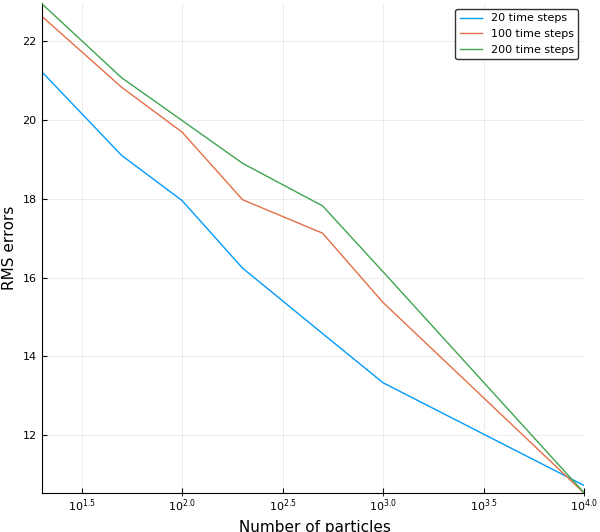 20 time steps
100 time steps
200 time steps
RMS errors
22
20
18
16
14
12
10^1.5 10^2.0 10^2.5 10^3.0 10^3.5 10^4.0
Number of particles